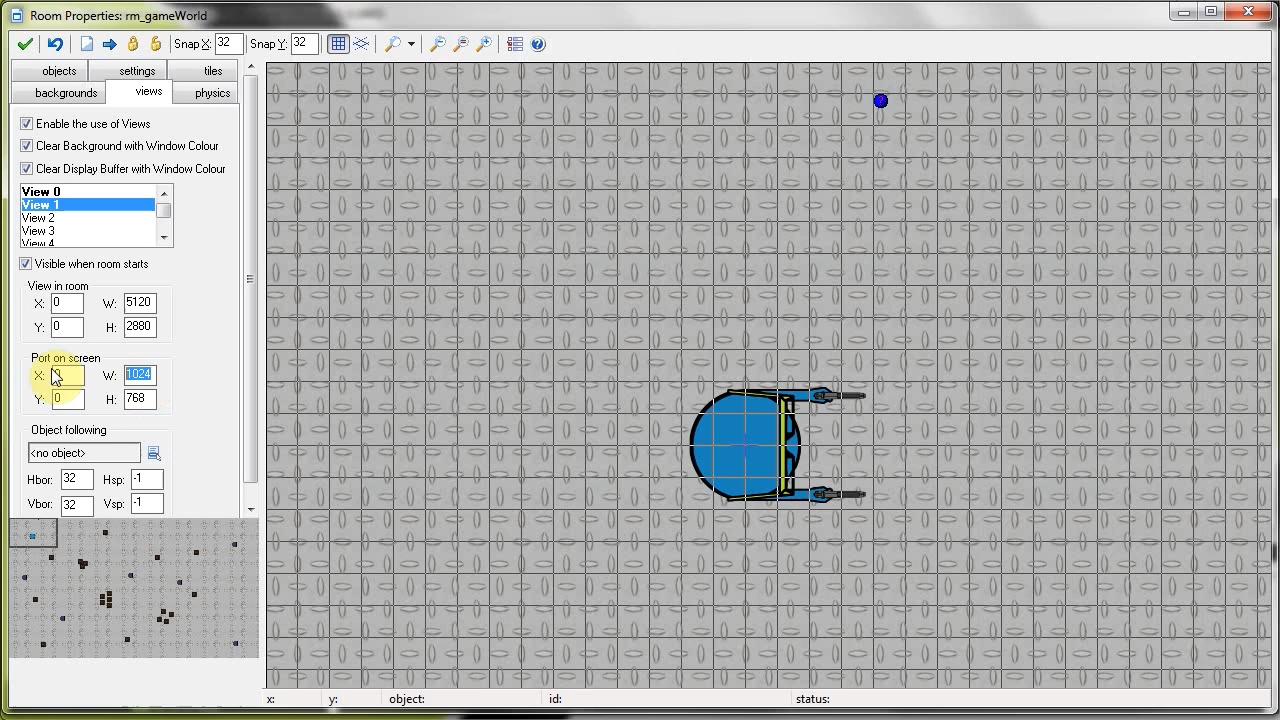 Room Properties: rm_gameWorld
Snap X: 32 Snap Y: 32
objects settings tiles
backgrounds views physics
Enable the use of Views
Clear Background with Window Colour
Clear Display Buffer with Window Colour
View 0
View 1
View 2
View 3
View 4
Visible when room starts
View in room
X: 0 W: 5120
Y: 0 H: 2880
Port on screen
X: 0 W: 1024
Y: 0 H: 768
Object following
<no object>
Hbor: 32 Hsp: -1
Vbor: 32 Vsp: -1
x: y: object: id: status: